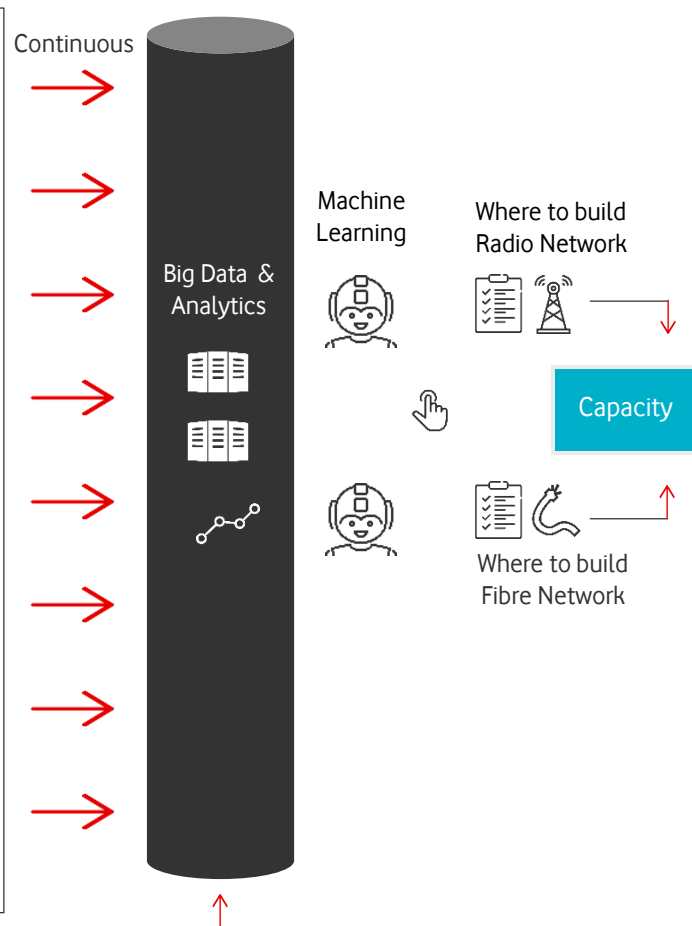 Continuous
Big Data &
Analytics
Machine
Learning
Where to build
Radio Network
Capacity
Where to build
Fibre Network